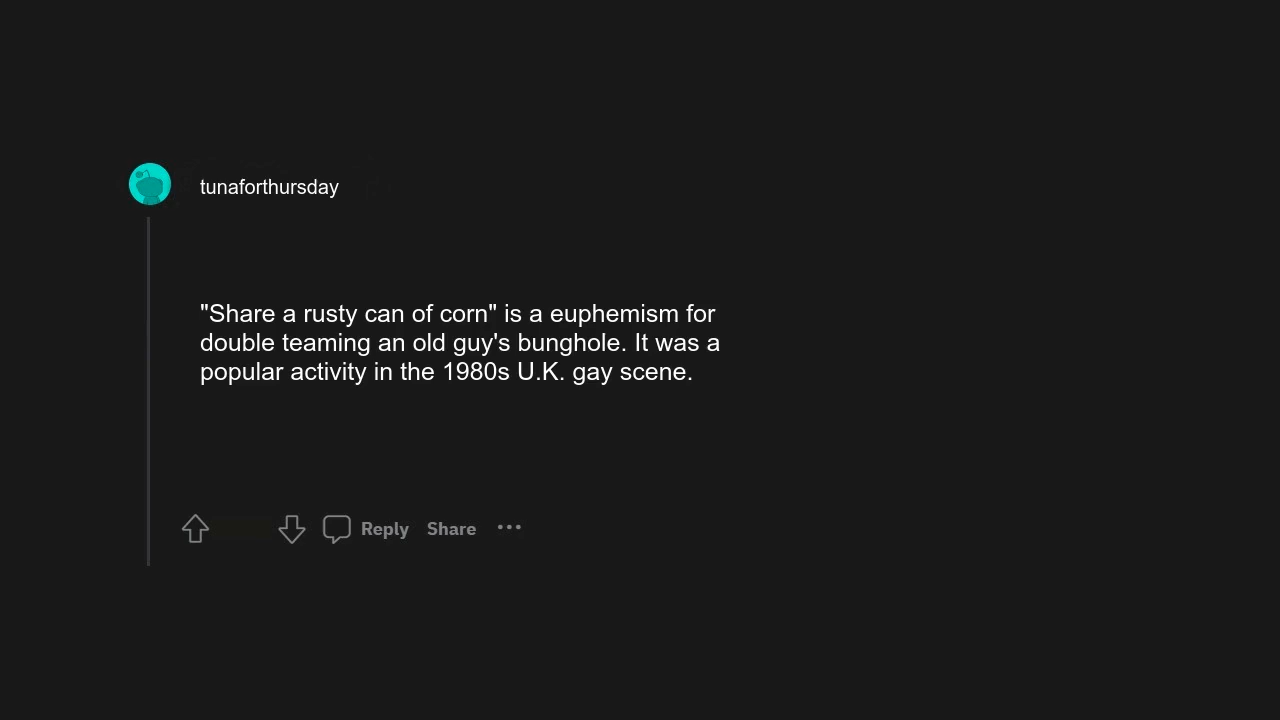 tunaforthursday
"Share a rusty can of corn" is a euphemism for
double teaming an old guy's bunghole. It was a
popular activity in the 1980s U.K. gay scene.
Reply Share